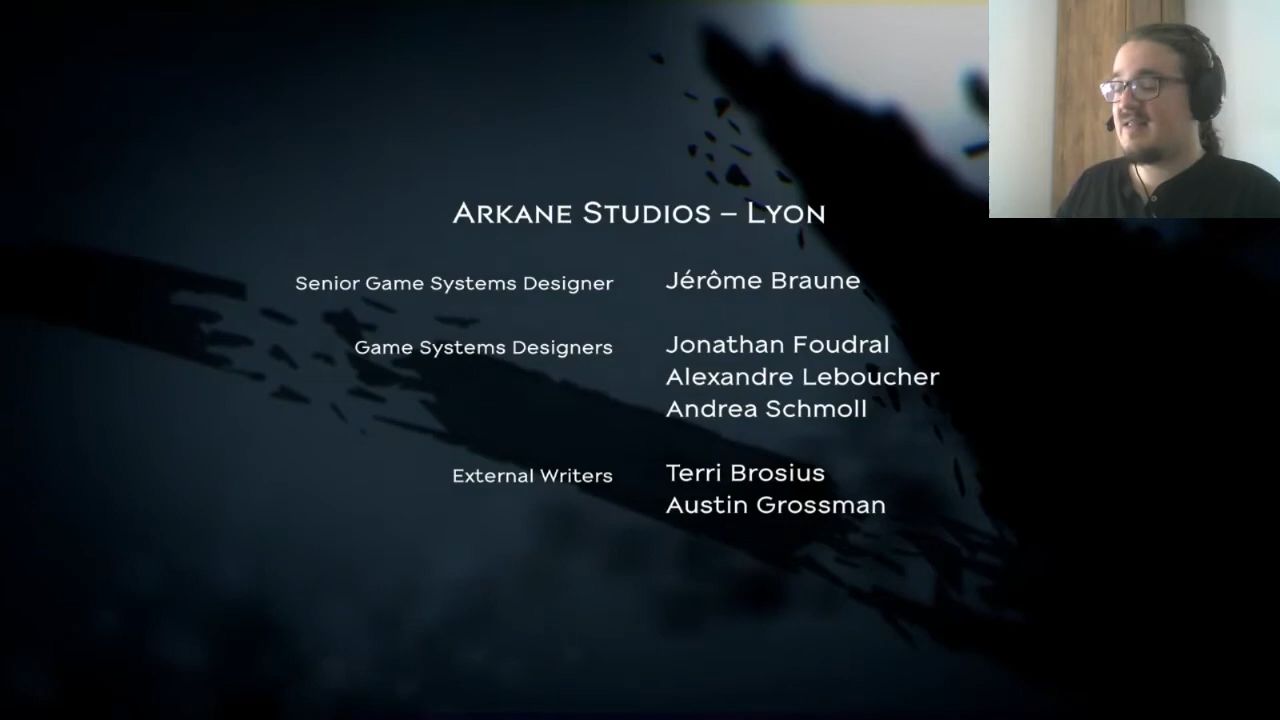 ARKANE STUDIOS – LYON
Senior Game Systems Designer Jérôme Braune
Game Systems Designers Jonathan Foudral
Alexandre Leboucher
Andrea Schmoll
External Writers Terri Brosius
Austin Grossman